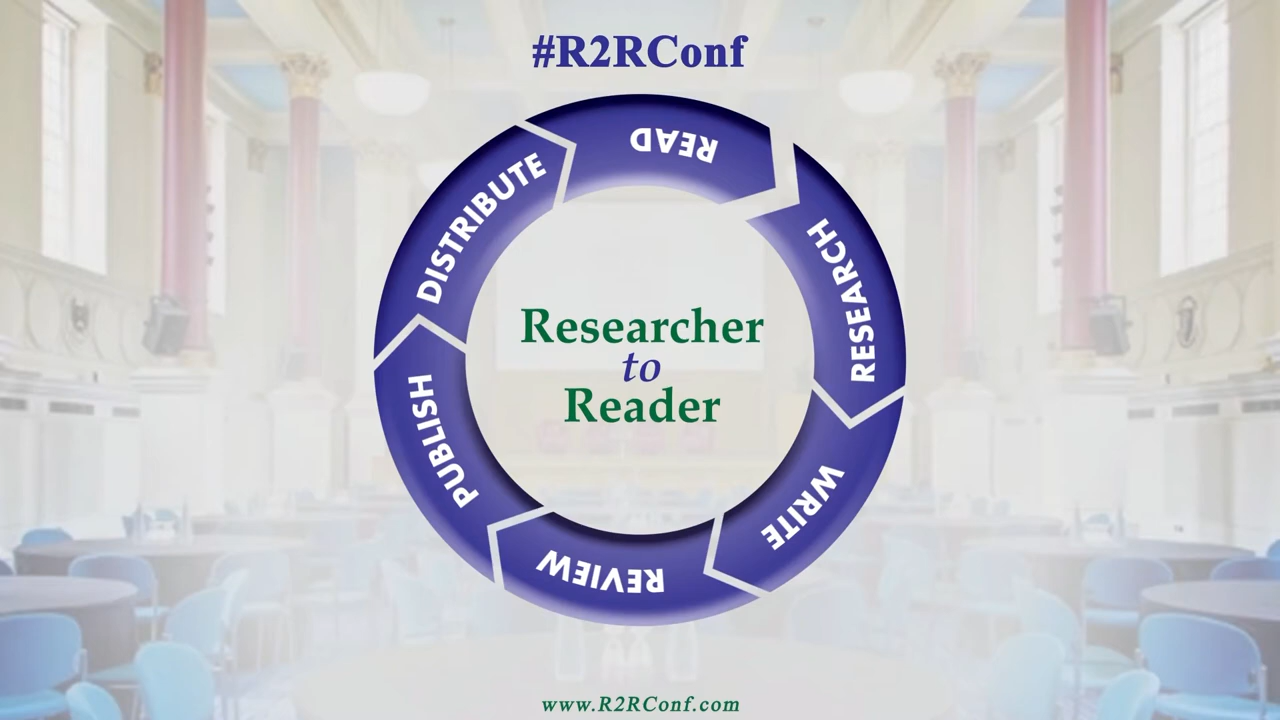 #R2RConf
READ
RESEARCH
WRITE
REVIEW
PUBLISH
DISTRIBUTE
Researcher
to
Reader
www.R2RConf.com